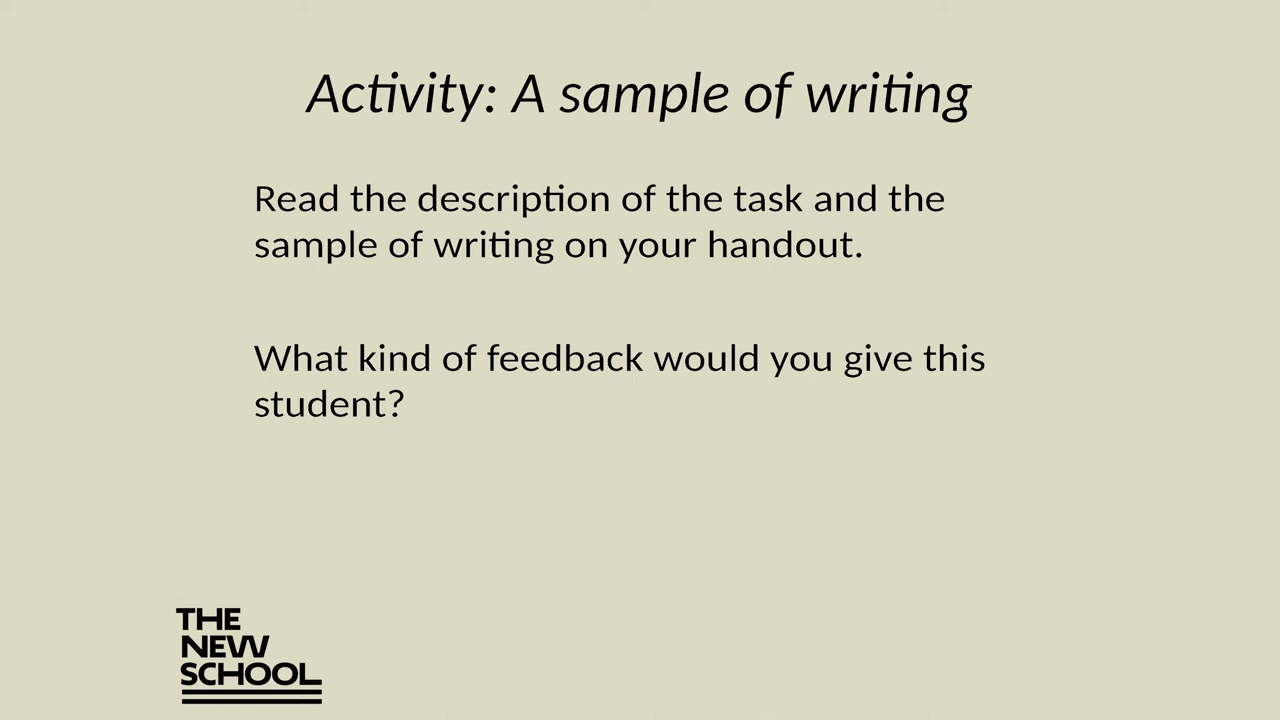 Activity: A sample of writing
Read the description of the task and the
sample of writing on your handout.
What kind of feedback would you give this
student?
THE
NEW
SCHOOL